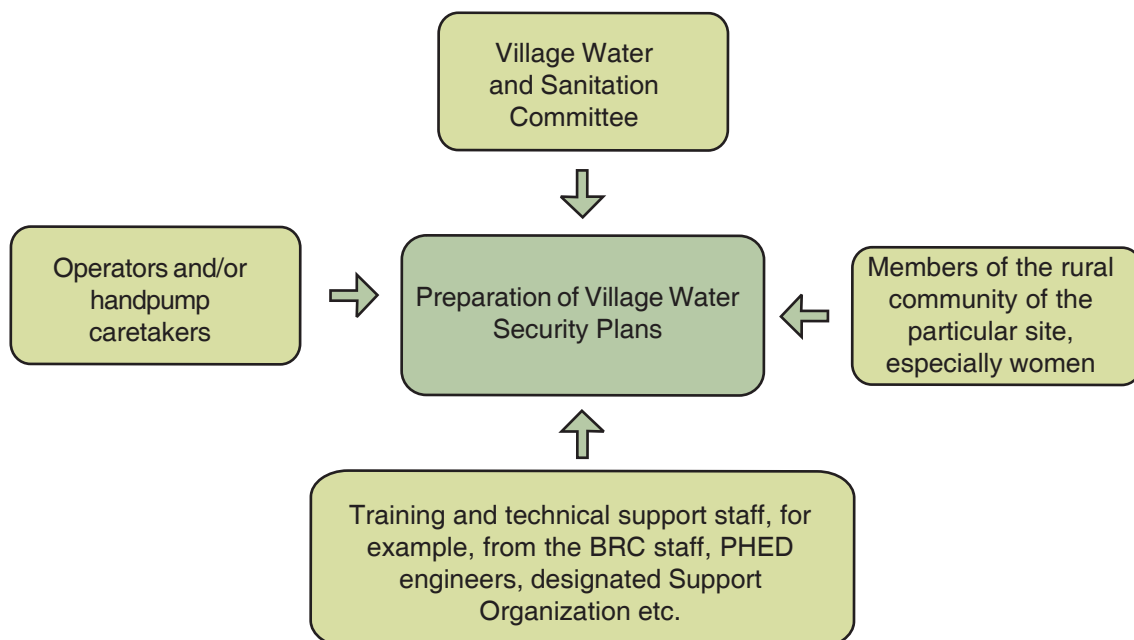 Village Water
and Sanitation
Committee
Operators and/or
handpump
caretakers
Preparation of Village Water
Security Plans
Members of the rural
community of the
particular site,
especially women
Training and technical support staff, for
example, from the BRC staff, PHED
engineers, designated Support
Organization etc.